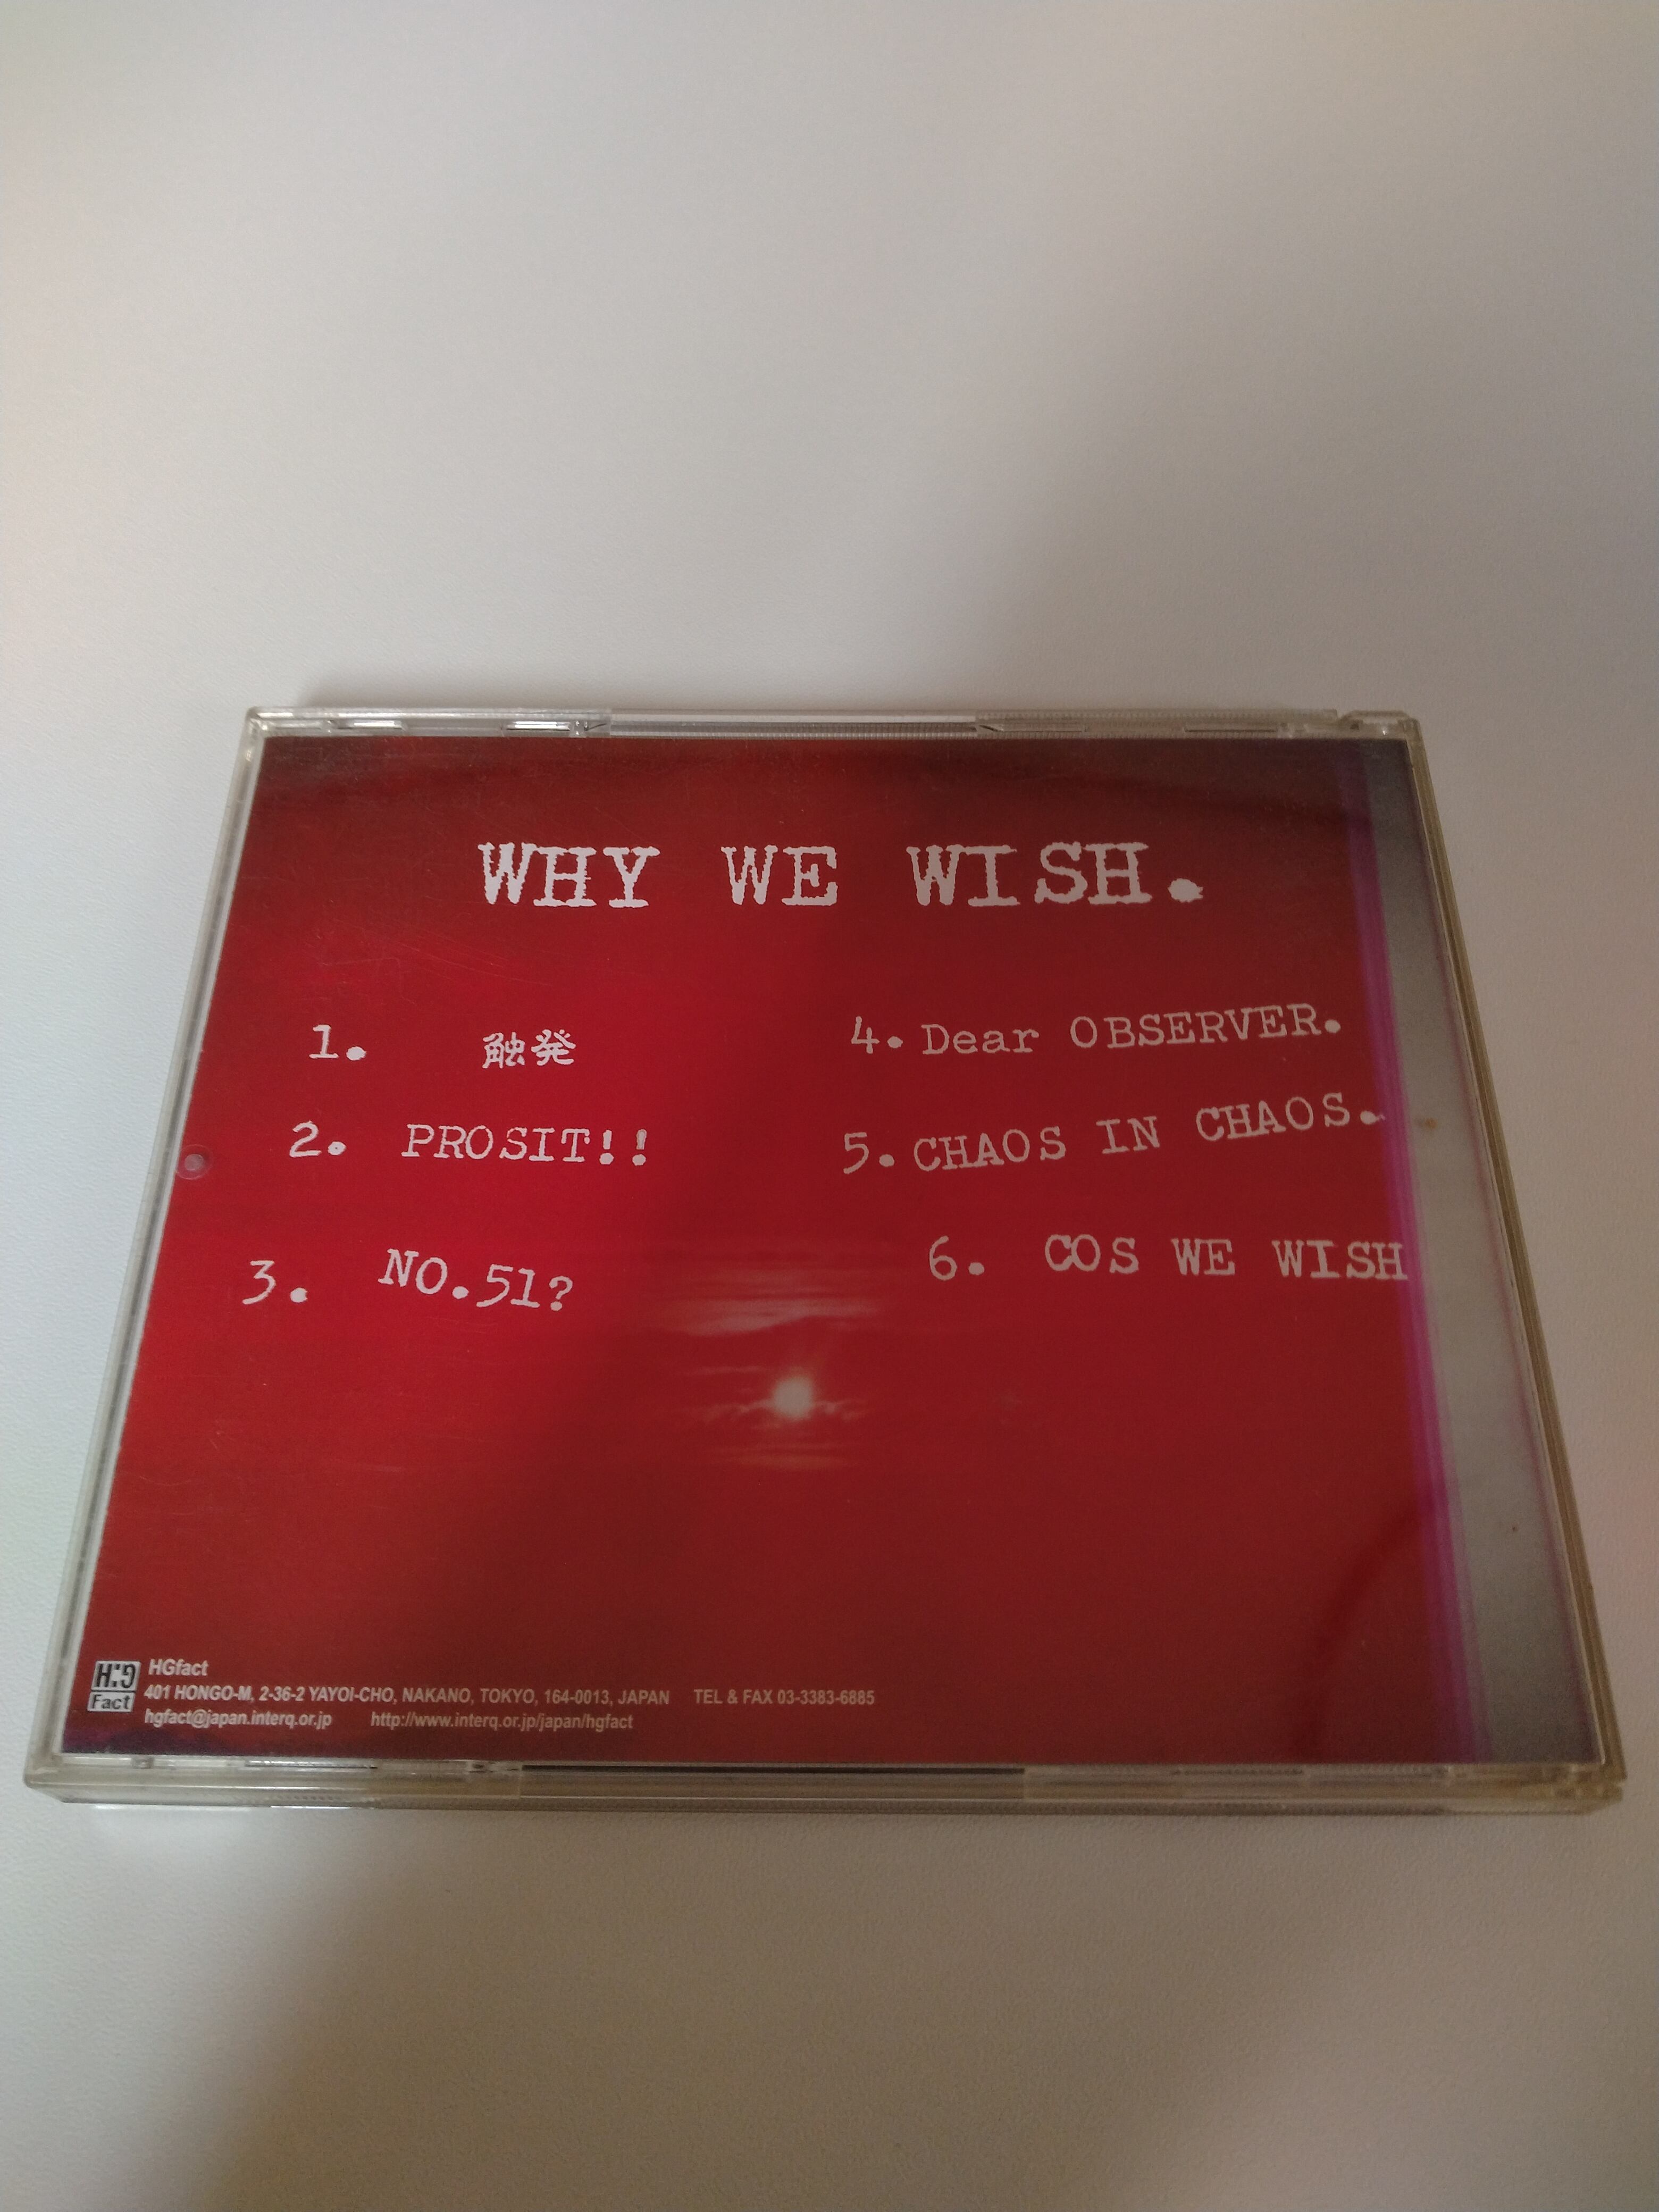 WHY WE WISH.
1. 触発
2. PROSIT!!
3. NO.51?
4. Dear OBSERVER.
5. CHAOS IN CHAOS.
6. COS WE WISH
HG Fact
HGfact
401 HONGO-M, 2-36-2 YAYOI-CHO, NAKANO, TOKYO, 164-0013, JAPAN TEL & FAX 03-3383-6885
hgfact@japan.interq.or.jp http://www.interq.or.jp/japan/hgfact